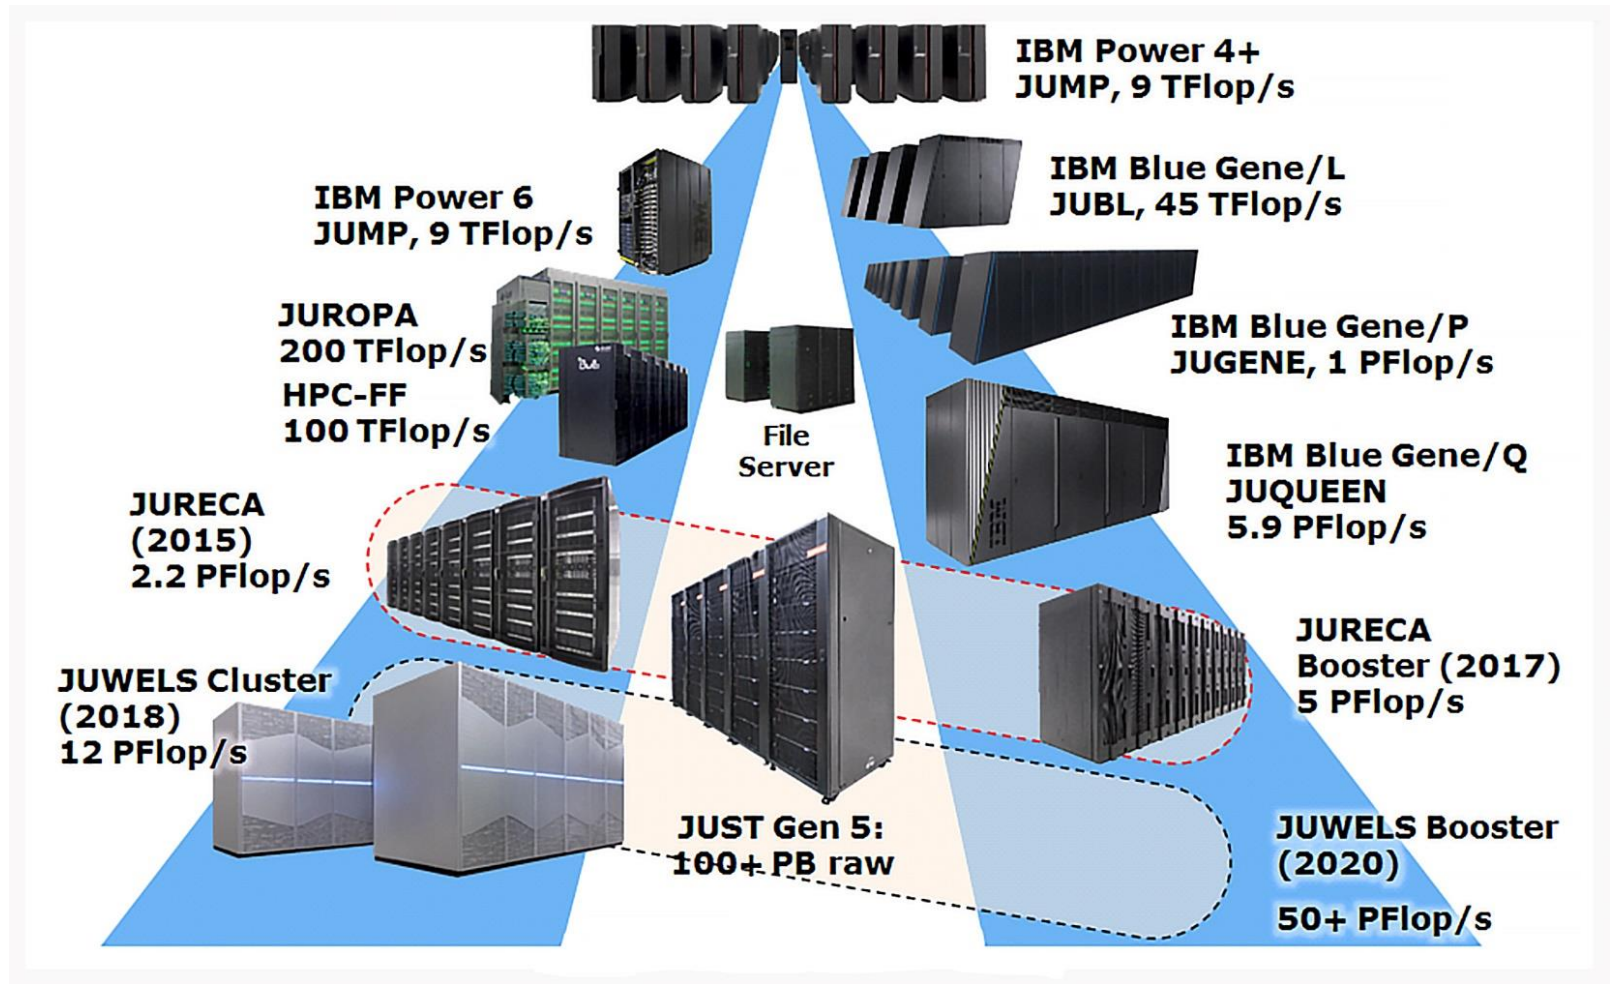 IBM Power 4+
JUMP, 9 TFlop/s
IBM Power 6
JUMP, 9 TFlop/s
IBM Blue Gene/L
JUBL, 45 TFlop/s
JUROPA
200 TFlop/s
HPC-FF
100 TFlop/s
IBM Blue Gene/P
JUGENE, 1 PFlop/s
File
Server
IBM Blue Gene/Q
JUQUEEN
5.9 PFlop/s
IBM
JURECA
(2015)
2.2 PFlop/s
JURECA
Booster (2017)
5 PFlop/s
JUWELS Cluster
(2018)
12 PFlop/s
JUST Gen 5:
100+ PB raw
JUWELS Booster
(2020)
50+ PFlop/s